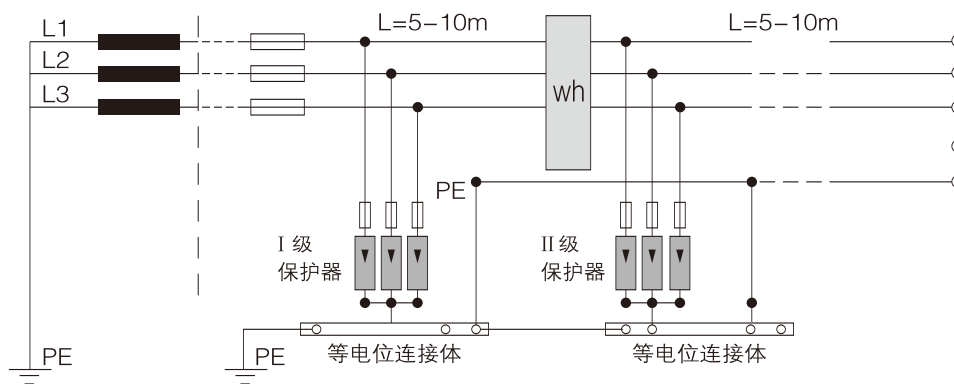 L1
L=5-10m
L=5-10m
L2
L3
wh
PE
I 级
保护器
II 级
保护器
PE
PE
等电位连接体
等电位连接体